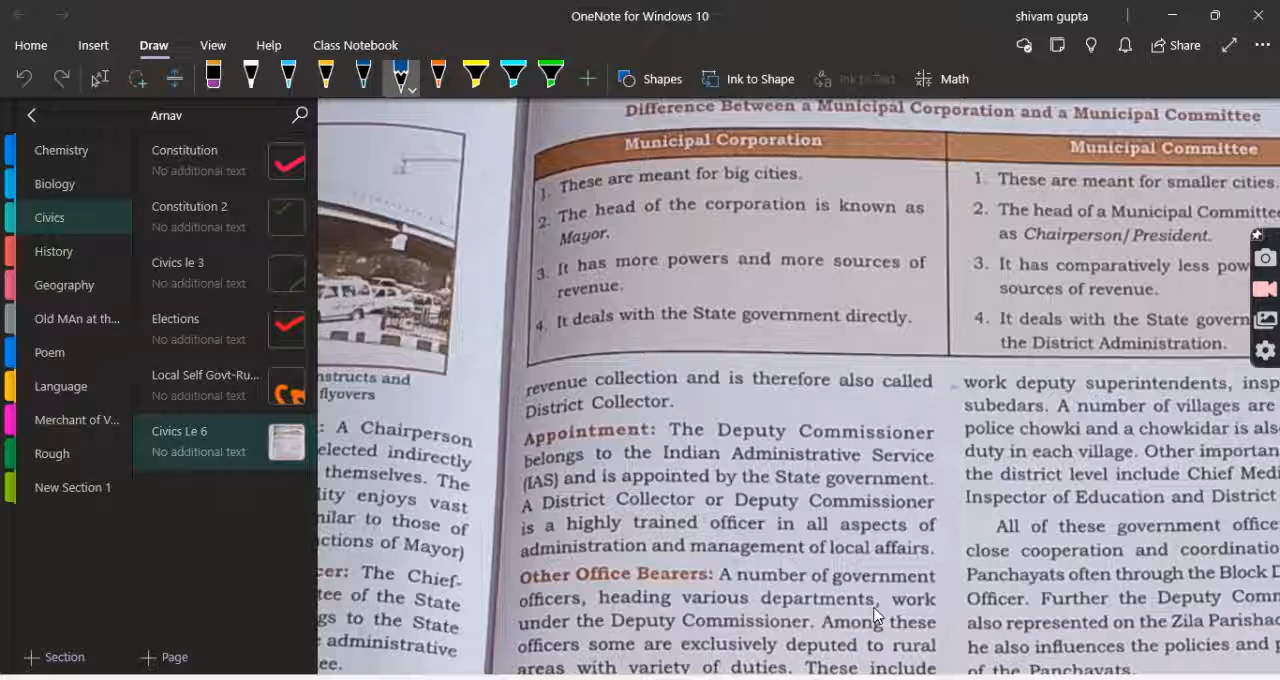 OneNote for Windows 10
shivam gupta
Home Insert Draw View Help Class Notebook
Share
Shapes Ink to Shape Ink to Text Math
Arnav
Chemistry
Biology
Civics
History
Geography
Old MAn at th...
Poem
Language
Merchant of V...
Rough
New Section 1
Section
Constitution
No additional text
Constitution 2
No additional text
Civics le 3
No additional text
Elections
No additional text
Local Self Govt-Ru...
No additional text
Civics Le 6
No additional text
Page
nstructs and
flyovers
: A Chairperson
elected indirectly
themselves. The
lity enjoys vast
nilar to those of
ctions of Mayor)
cer: The Chief-
tee of the State
gs to the State
administrative
ee.
Difference Between a Municipal Corporation and a Municipal Committee
Municipal Corporation
1. These are meant for big cities.
2. The head of the corporation is known as
Mayor.
3. It has more powers and more sources of
revenue.
4. It deals with the State government directly.
Municipal Committee
1. These are meant for smaller cities.
2. The head of a Municipal Committe
as Chairperson/President.
3. It has comparatively less pow
sources of revenue.
4. It deals with the State govern
the District Administration.
revenue collection and is therefore also called
District Collector.
Appointment: The Deputy Commissioner
belongs to the Indian Administrative Service
(IAS) and is appointed by the State government.
A District Collector or Deputy Commissioner
is a highly trained officer in all aspects of
administration and management of local affairs.
Other Office Bearers: A number of government
officers, heading various departments, work
under the Deputy Commissioner. Among these
officers some are exclusively deputed to rural
areas with variety of duties. These include
work deputy superintendents, insp
subedars. A number of villages are
police chowki and a chowkidar is als
duty in each village. Other importan
the district level include Chief Medi
Inspector of Education and District
All of these government office
close cooperation and coordinatio
Panchayats often through the Block D
Officer. Further the Deputy Comm
also represented on the Zila Parishad
he also influences the policies and p
of the Panchayats.